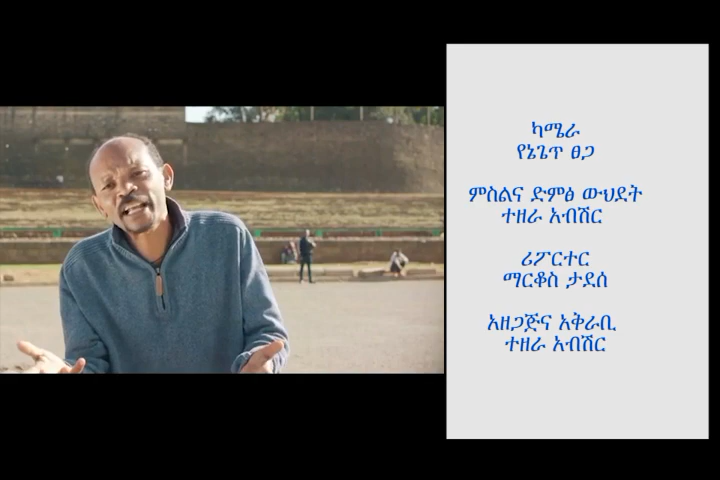 ካሜራ
የኔጌጥ ፀጋ
ምስልና ድምፅ ውህደት
ተዘራ አብሽር
ሪፖርተር
ማርቆስ ታደሰ
አዘጋጅና አቅራቢ
ተዘራ አብሽር